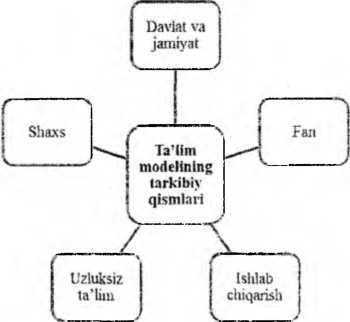 Davlat va
jamiyat
Shaxs
Fan
Ta'lim
modelining
tarkibiy
qismlari
Uzluksiz
ta'lim
Ishlab
chiqarish